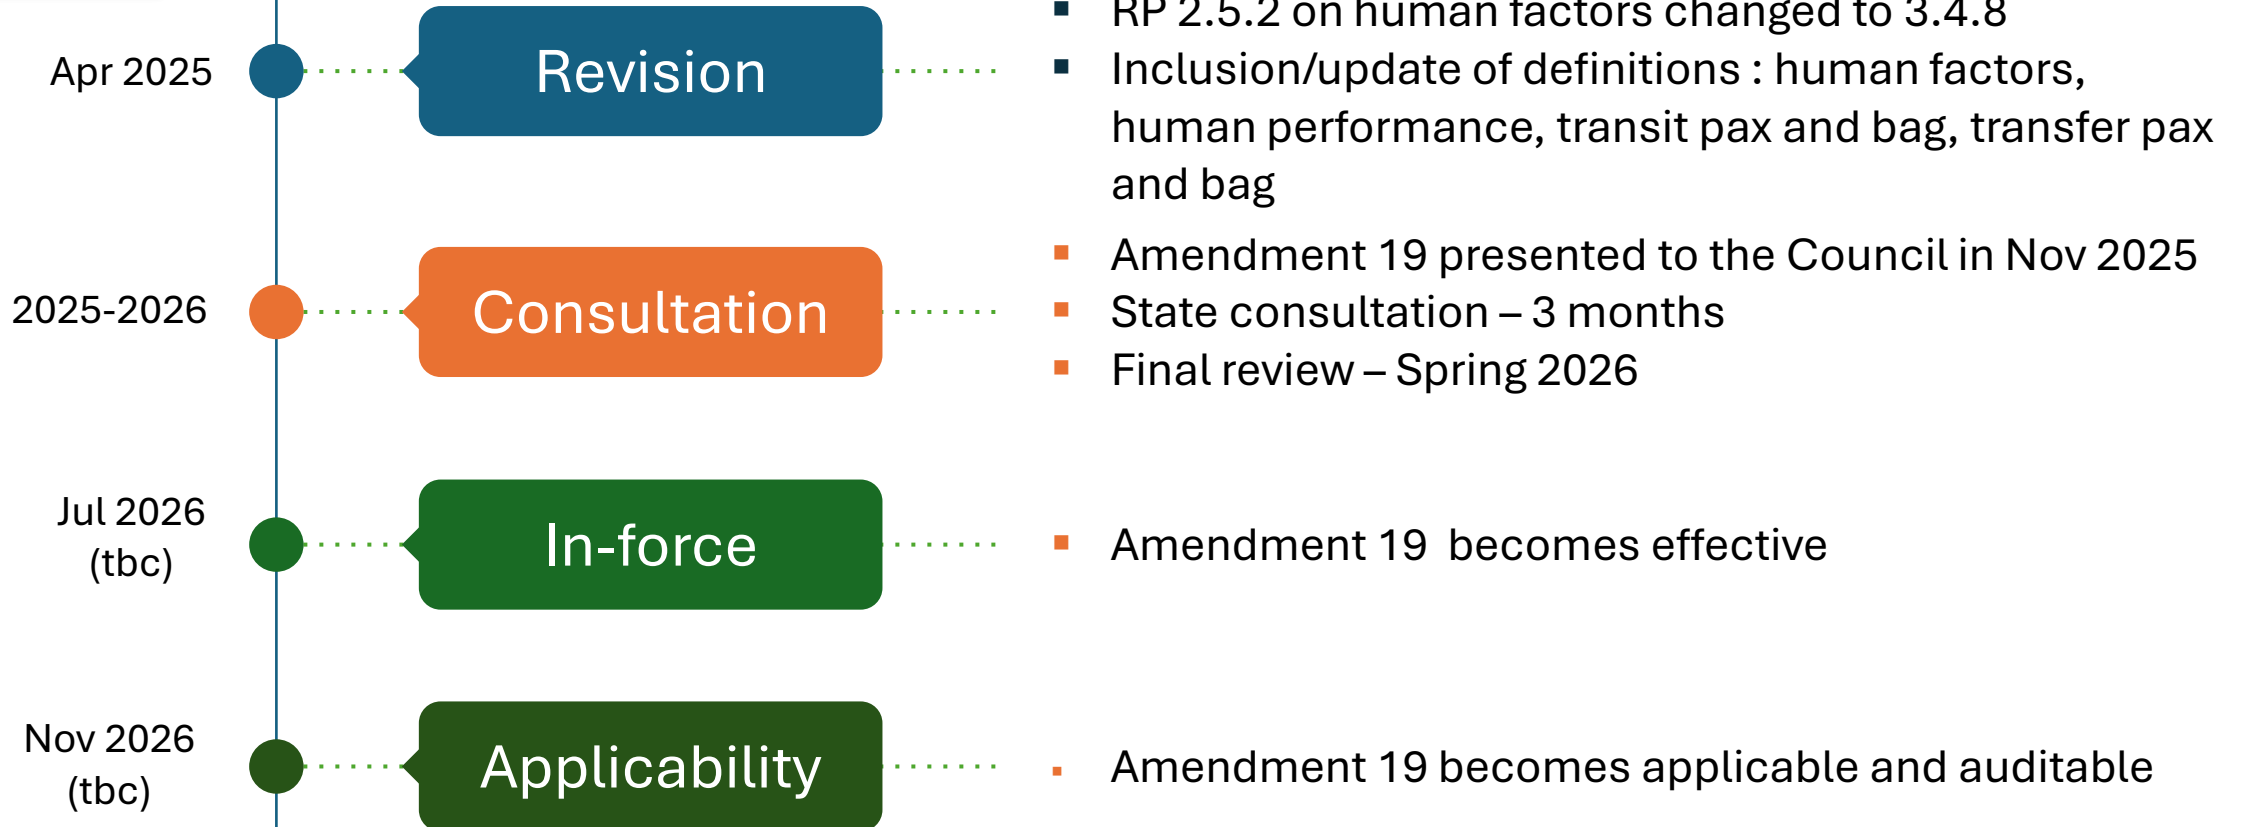 RP 2.5.2 on human factors changed to 3.4.8
Apr 2025
Revision
Inclusion/update of definitions : human factors,
human performance, transit pax and bag, transfer pax
and bag
2025-2026
Consultation
Amendment 19 presented to the Council in Nov 2025
State consultation – 3 months
Final review – Spring 2026
Jul 2026
(tbc)
In-force
Amendment 19  becomes effective
Nov 2026
(tbc)
Applicability
Amendment 19 becomes applicable and auditable